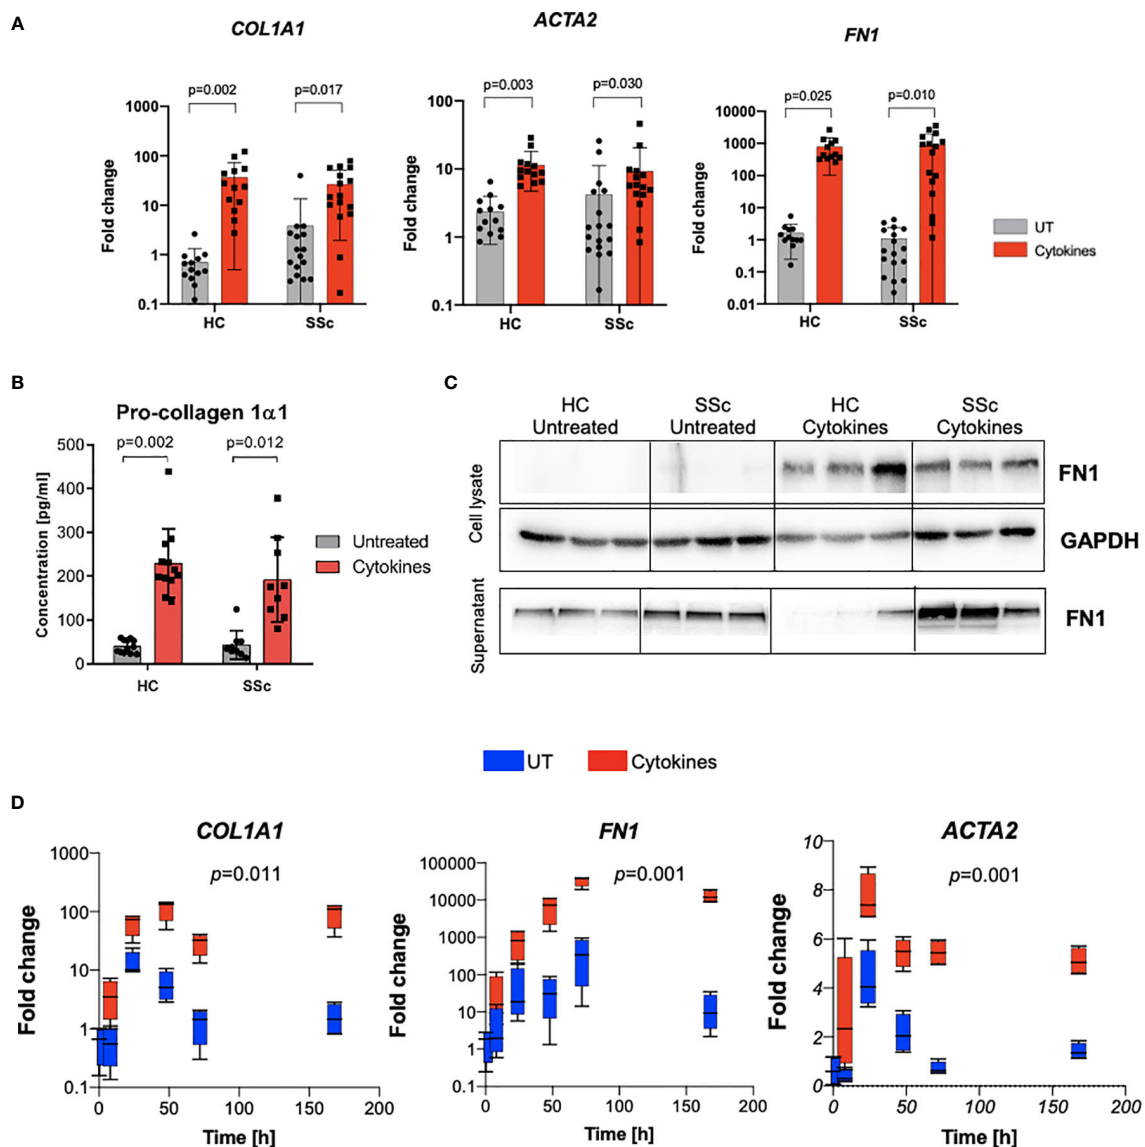 A
COL1A1
ACTA2
FN1
p=0.002
p=0.017
p=0.003
p=0.030
p=0.025
p=0.010
Fold change
1000
100
10
1
0.1
HC
SSc
Fold change
100
10
1
0.1
HC
SSc
Fold change
10000
1000
100
10
1
0.1
0.01
HC
SSc
UT
Cytokines
B
Pro-collagen 1α1
p=0.002
p=0.012
Concentration [pg/ml]
500
400
300
200
100
0
HC
SSc
Untreated
Cytokines
C
HC
Untreated
SSc
Untreated
HC
Cytokines
SSc
Cytokines
Cell lysate
FN1
GAPDH
Supernatant
FN1
UT
Cytokines
D
COL1A1
p=0.011
Fold change
1000
100
10
1
0.1
0 50 100 150 200
Time [h]
FN1
p=0.001
Fold change
100000
10000
1000
100
10
1
0.1
0 50 100 150 200
Time [h]
ACTA2
p=0.001
Fold change
10
8
6
4
2
0
0 50 100 150 200
Time [h]